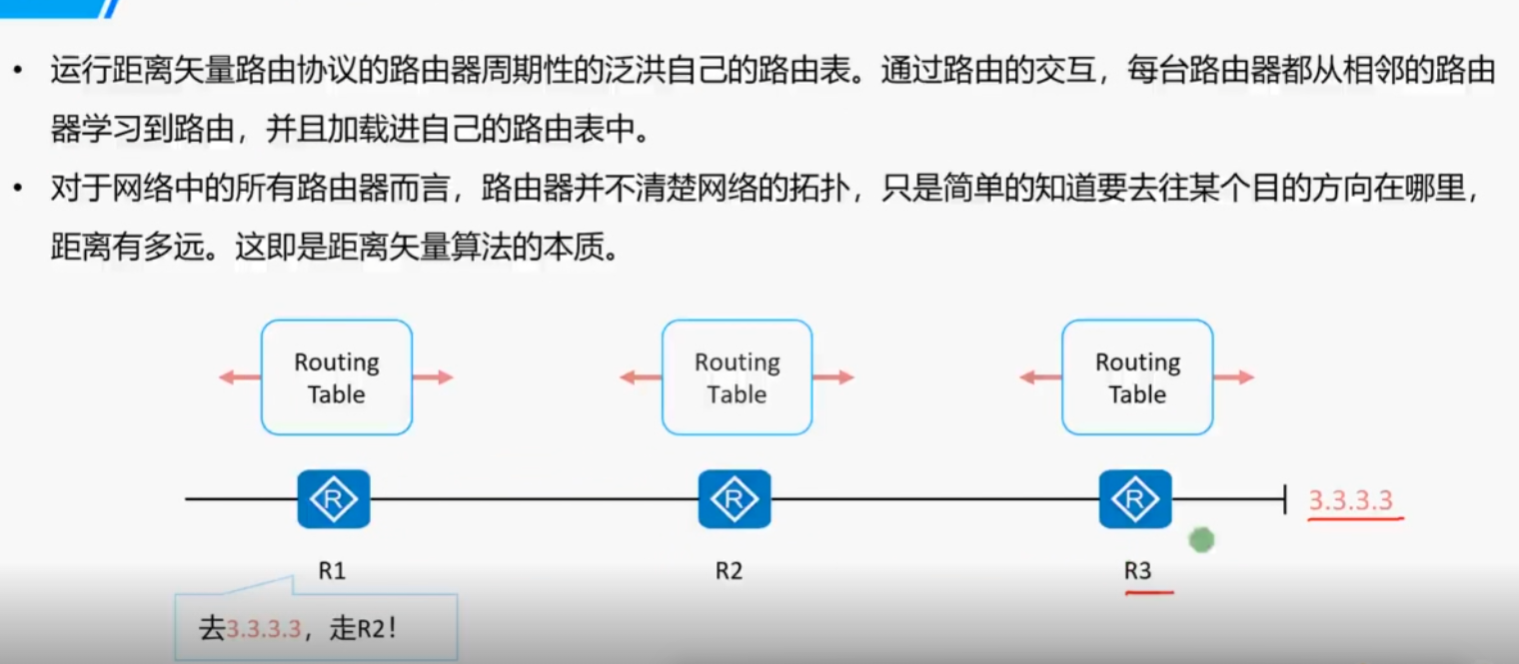 • 运行距离矢量路由协议的路由器周期性的泛洪自己的路由表。通过路由的交互，每台路由器都从相邻的路由
器学习到路由，并且加载进自己的路由表中。
• 对于网络中的所有路由器而言，路由器并不清楚网络的拓扑，只是简单的知道要去往某个目的方向在哪里，
距离有多远。这即是距离矢量算法的本质。
Routing
Table
Routing
Table
Routing
Table
R
R
R
3.3.3.3
R1
R2
R3
去3.3.3.3，走R2！